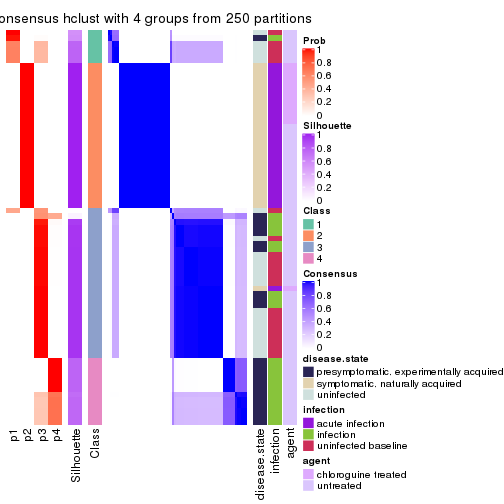 onsensus hclust with 4 groups from 250 partitions
Prob
1
0.8
0.6
0.4
0.2
0
Silhouette
1
0.8
0.6
0.4
0.2
0
Class
1
2
3
4
Consensus
1
0.8
0.6
0.4
0.2
0
disease.state
presymptomatic. experimentally acquired
symptomatic. naturally acquired
uninfected
infection
acute infection
infection
uninfected baseline
agent
chloroguine treated
untreated
p1
p2
p3
p4
Silhouette
Class
disease.state
infection
agent